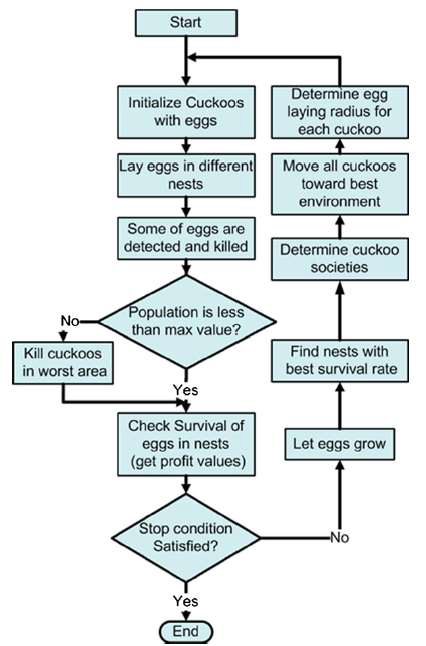 Start
Initialize Cuckoos
with eggs
Lay eggs in different
nests
Some of eggs are
detected and killed
Population is less
than max value?
No
Kill cuckoos
in worst area
Yes
Check Survival of
eggs in nests
(get profit values)
Stop condition
Satisfied?
Yes
End
No
Let eggs grow
Find nests with
best survival rate
Determine cuckoo
societies
Move all cuckoos
toward best
environment
Determine egg
laying radius for
each cuckoo